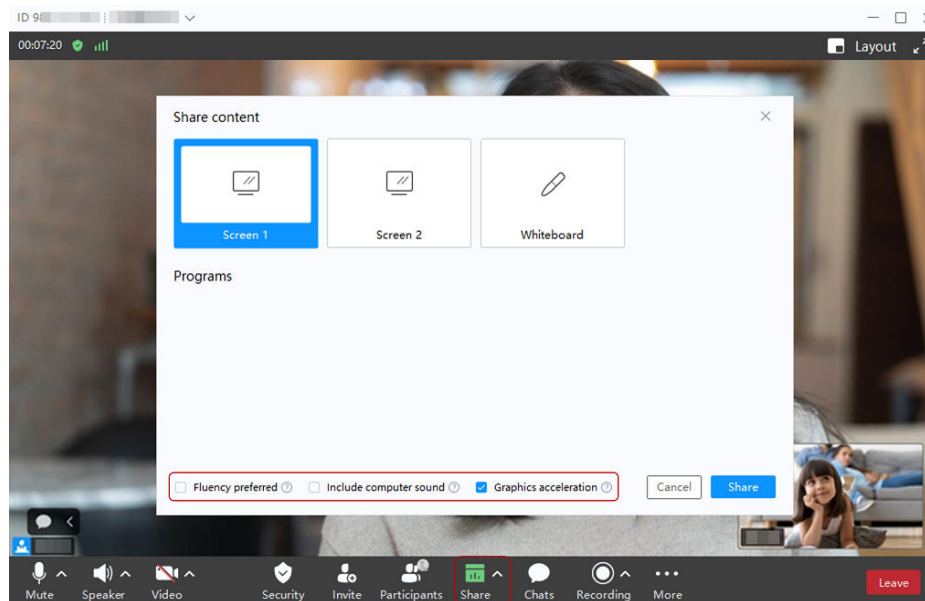 ID 9
00:07:20
Layout
Share content
Screen 1
Screen 2
Whiteboard
Programs
Fluency preferred
Include computer sound
Graphics acceleration
Cancel
Share
Mute
Speaker
Video
Security
Invite
Participants
Share
Chats
Recording
More
Leave